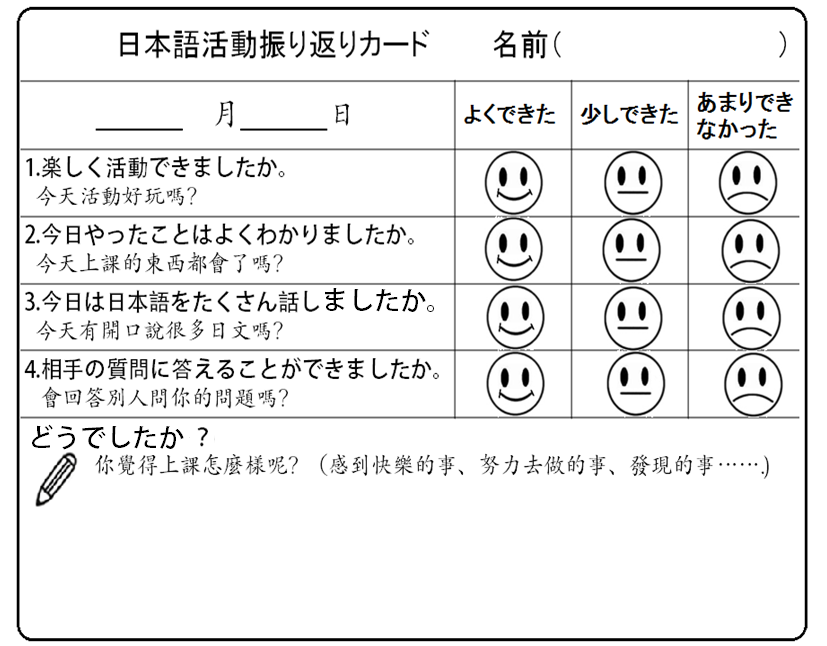 日本語活動振り返りカード 名前( )
______ 月______日 よくできた 少しできた あまりでき
なかった
1.楽しく活動できましたか。
今天活動好玩嗎?
2.今日やったことはよくわかりましたか。
今天上課的東西都會了嗎?
3.今日は日本語をたくさん話しましたか。
今天有開口說很多日文嗎?
4.相手の質問に答えることができましたか。
會回答別人問你的問題嗎?
どうでしたか ?
你覺得上課怎麼樣呢? (感到快樂的事、努力去做的事、發現的事…….)